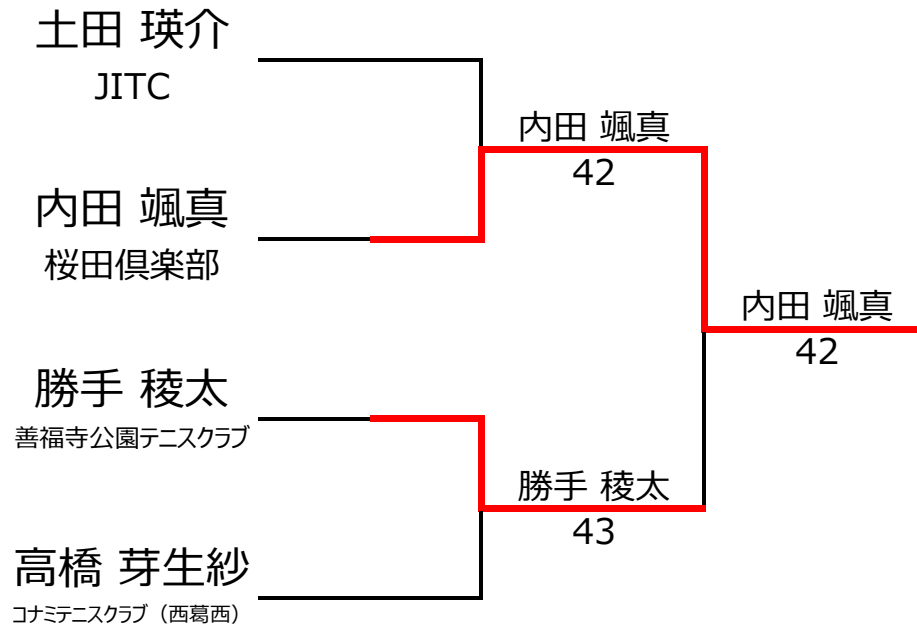 土田 瑛介
JITC
内田 颯真
桜田倶楽部
勝手 稜太
善福寺公園テニスクラブ
高橋 芽生紗
コナミテニスクラブ（西葛西）
内田 颯真
42
勝手 稜太
43
内田 颯真
42